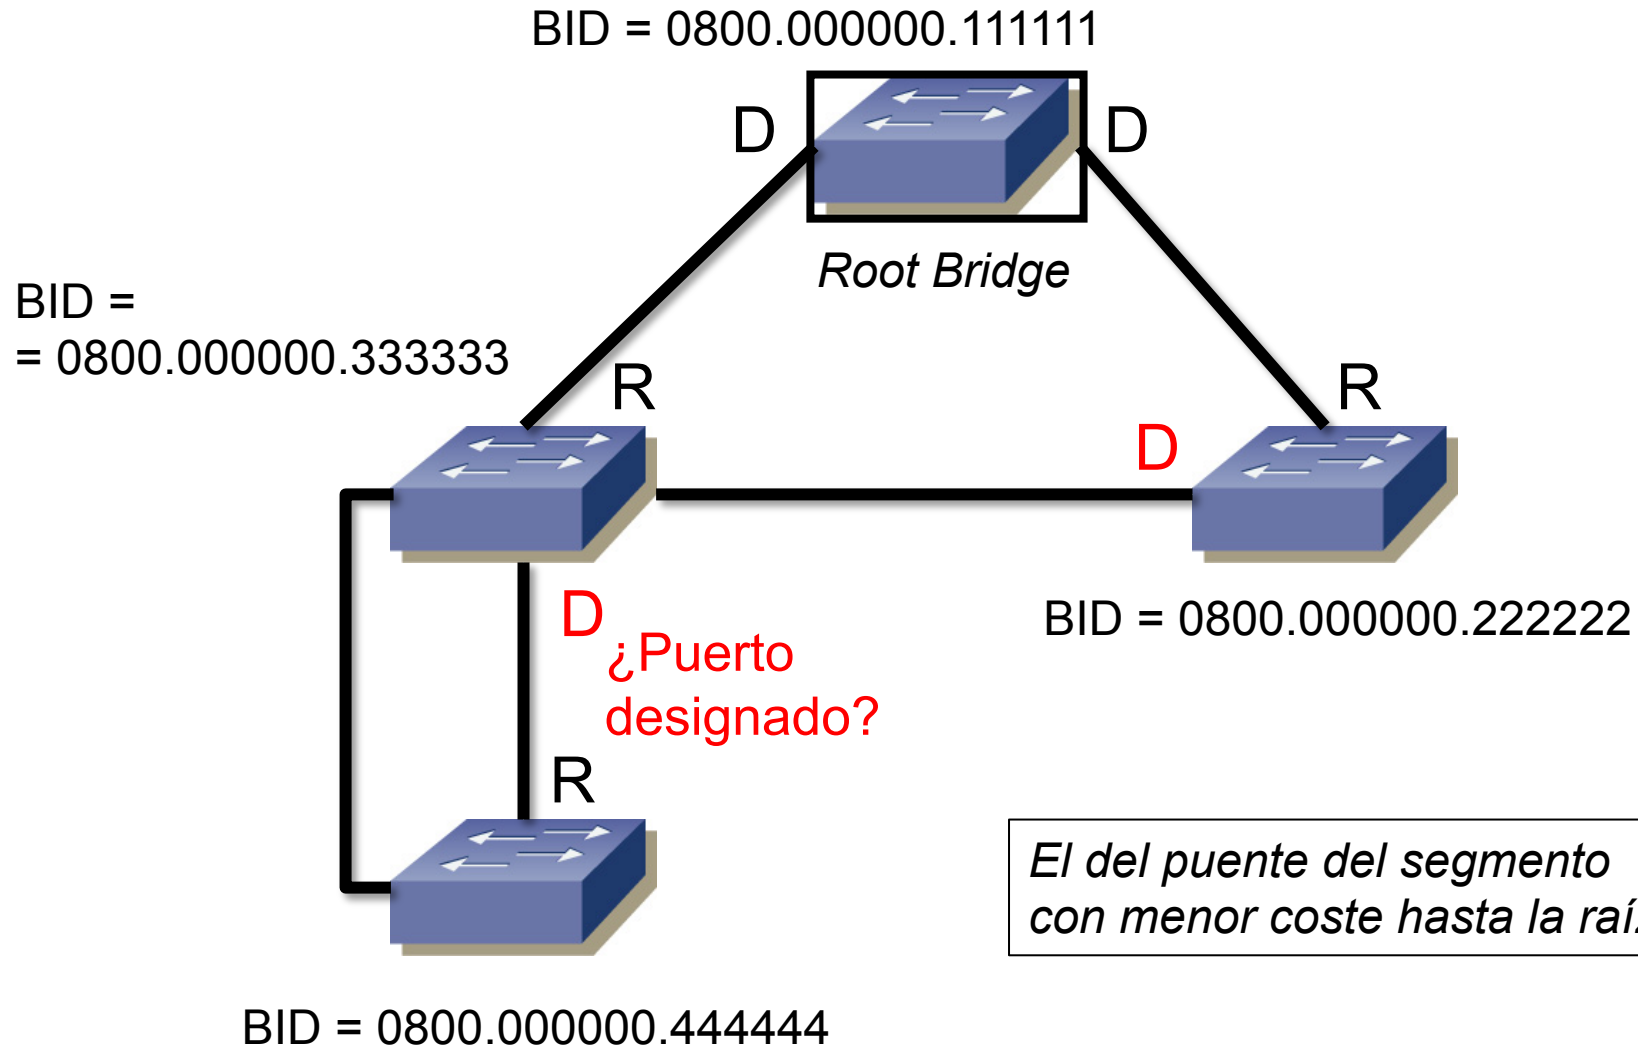 BID = 0800.000000.111111
D
D
Root Bridge
BID =
= 0800.000000.333333
R
R
D
D
¿Puerto
designado?
BID = 0800.000000.222222
R
El del puente del segmento
con menor coste hasta la raíz
BID = 0800.000000.444444